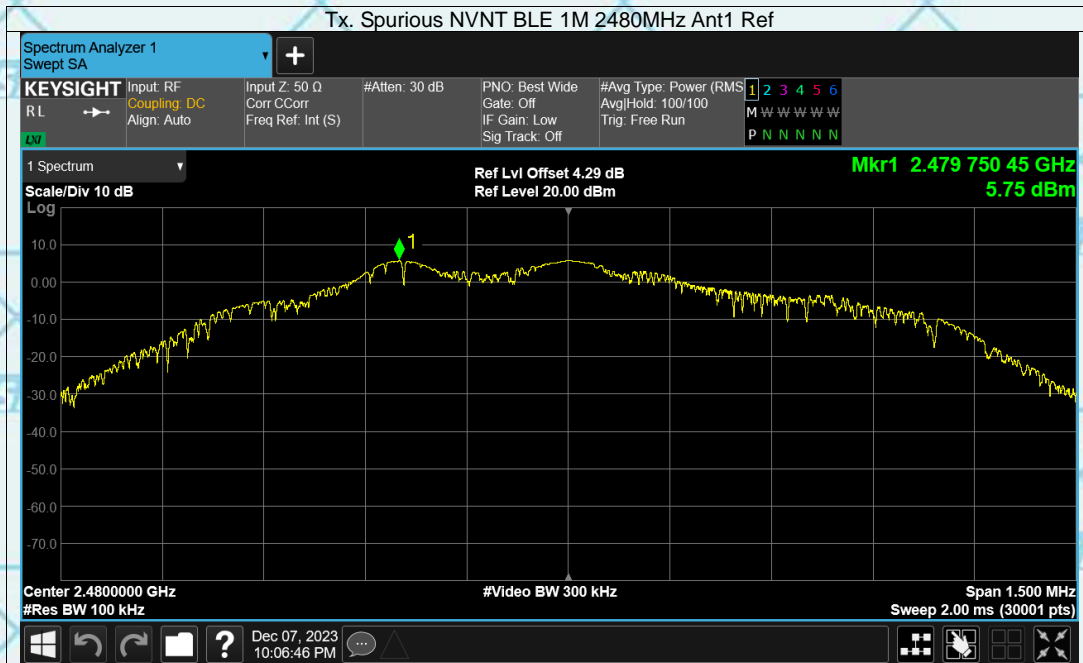 Tx. Spurious NVNT BLE 1M 2480MHz Ant1 Ref
Spectrum Analyzer 1
Swept SA
+
KEYSIGHT
R L
LXI
Input: RF
Coupling: DC
Align: Auto
Input Z: 50 Ω
Corr CCorr
Freq Ref: Int (S)
#Atten: 30 dB
PNO: Best Wide
Gate: Off
IF Gain: Low
Sig Track: Off
#Avg Type: Power (RMS
Avg|Hold: 100/100
Trig: Free Run
1 2 3 4 5 6
M W W W W W
P N N N N N
1 Spectrum
Scale/Div 10 dB
Log
Ref Lvl Offset 4.29 dB
Ref Level 20.00 dBm
Mkr1 2.479 750 45 GHz
5.75 dBm
1
10.0
0.00
-10.0
-20.0
-30.0
-40.0
-50.0
-60.0
-70.0
Center 2.4800000 GHz
#Res BW 100 kHz
#Video BW 300 kHz
Span 1.500 MHz
Sweep 2.00 ms (30001 pts)
?
Dec 07, 2023
10:06:46 PM